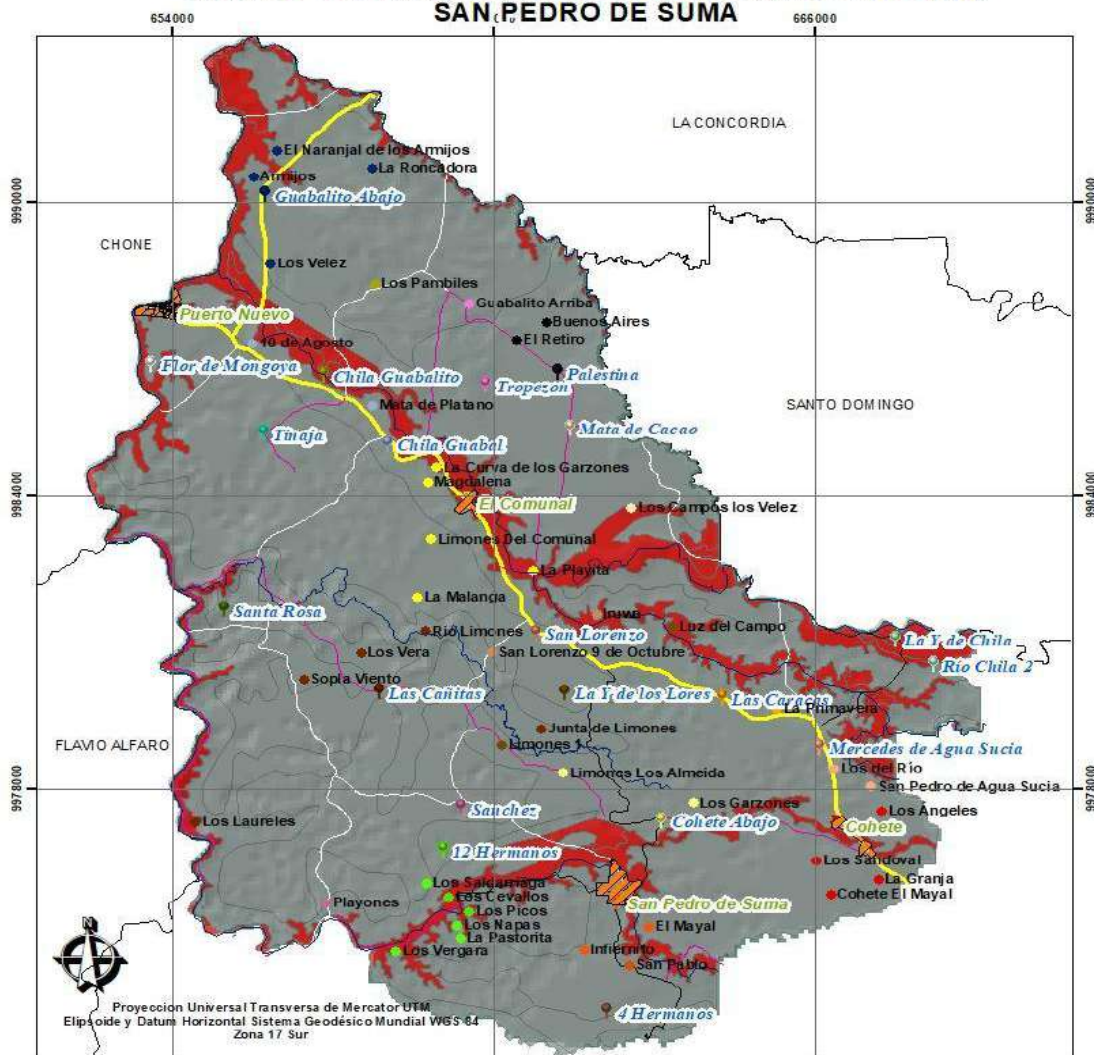 SAN PEDRO DE SUMA
654000
666000
LA CONCORDIA
El Naranjal de los Armijos
La Roncadora
Armijos
Guabalito Abajo
9990000
9990000
CHONE
Los Velez
Los Pambiles
Guabalito Arriba
Puerto Nuevo
Buenos Aires
El Retiro
10 de Agosto
Flor de Mongoya
Chila Guabalito
Palestina
Tropezon
SANTO DOMINGO
Mata de Platano
Mata de Cacao
Tinaja
Chila Guabal
La Curva de los Garzones
Magdalena
9984000
9984000
El Comunal
Los Campos los Velez
Limones Del Comunal
La Playita
La Malanga
Santa Rosa
Luz del Campo
Rio Limones
San Lorenzo
La Y de Chila
Los Vera
San Lorenzo 9 de Octubre
Río Chila 2
Sopla Viento
Las Cañitas
La Y de los Lores
Las Caracas
La Primavera
Junta de Limones
FLAVIO ALFARO
Limones 1
Mercedes de Agua Sucia
Limones Los Almeida
Los del Río
9978000
9978000
San Pedro de Agua Sucia
Sanchez
Los Garzones
Los Angeles
Los Laureles
Cohete Abajo
Cohete
12 Hermanos
Los Sandoval
Los Saldarriaga
La Granja
Los Cevallos
Cohete El Mayal
Playones
San Pedro de Suma
Los Picos
Los Napas
El Mayal
La Pastorita
Los Vergara
Infiernito
San Pablo
N
4 Hermanos
Proyeccion Universal Transversa de Mercator UTM
Elipsoide y Datum Horizontal Sistema Geodésico Mundial WGS 84
Zona 17 Sur